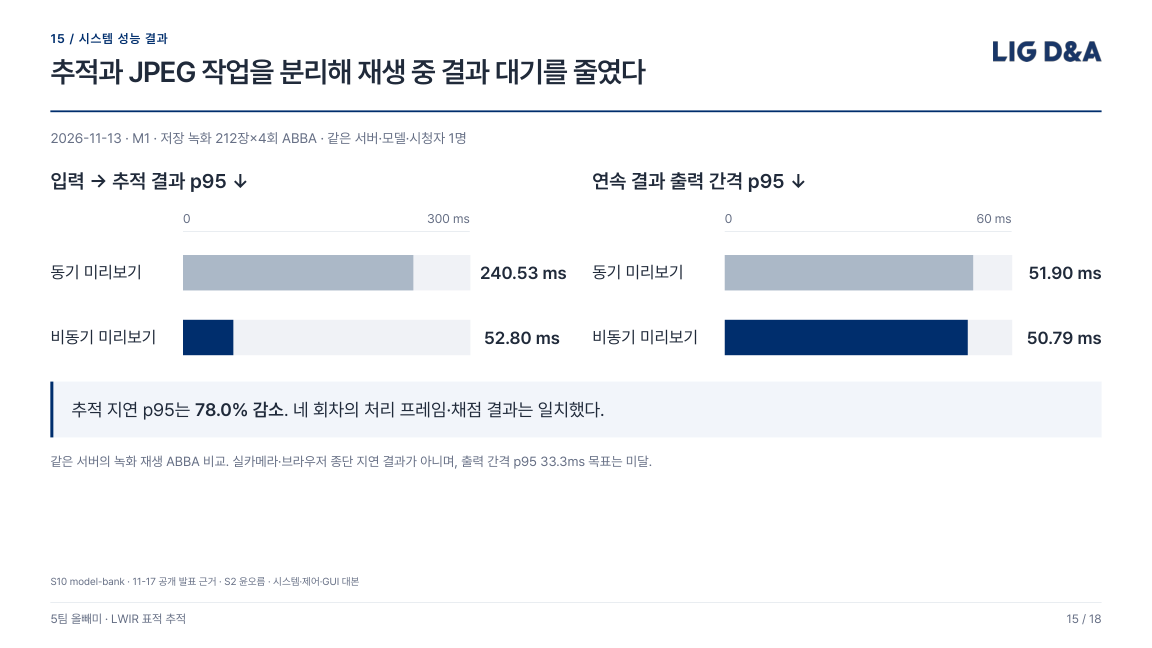 15 / 시스템 성능 결과
추적과 JPEG 작업을 분리해 재생 중 결과 대기를 줄였다
LIG D&A
2026-11-13 · M1 · 저장 녹화 212장×4회 ABBA · 같은 서버·모델·시청자 1명
입력 → 추적 결과 p95 ↓
0 300 ms
동기 미리보기 240.53 ms
비동기 미리보기 52.80 ms
연속 결과 출력 간격 p95 ↓
0 60 ms
동기 미리보기 51.90 ms
비동기 미리보기 50.79 ms
추적 지연 p95는 78.0% 감소. 네 회차의 처리 프레임·채점 결과는 일치했다.
같은 서버의 녹화 재생 ABBA 비교. 실카메라·브라우저 종단 지연 결과가 아니며, 출력 간격 p95 33.3ms 목표는 미달.
S10 model-bank · 11-17 공개 발표 근거 · S2 윤오름 · 시스템·제어·GUI 대본
5팀 올빼미 · LWIR 표적 추적
15 / 18